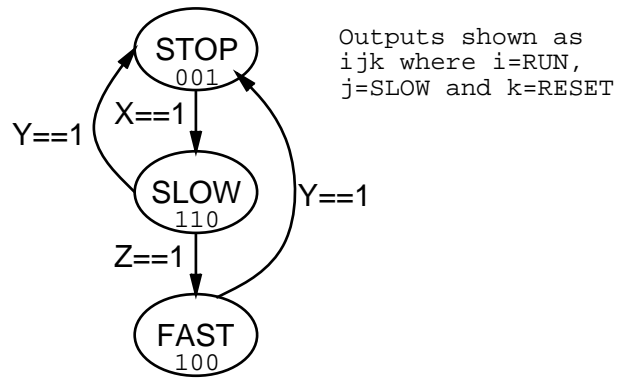 STOP
001
Outputs shown as
ijk where i=RUN,
j=SLOW and k=RESET
X==1
Y==1
SLOW
110
Y==1
Z==1
FAST
100